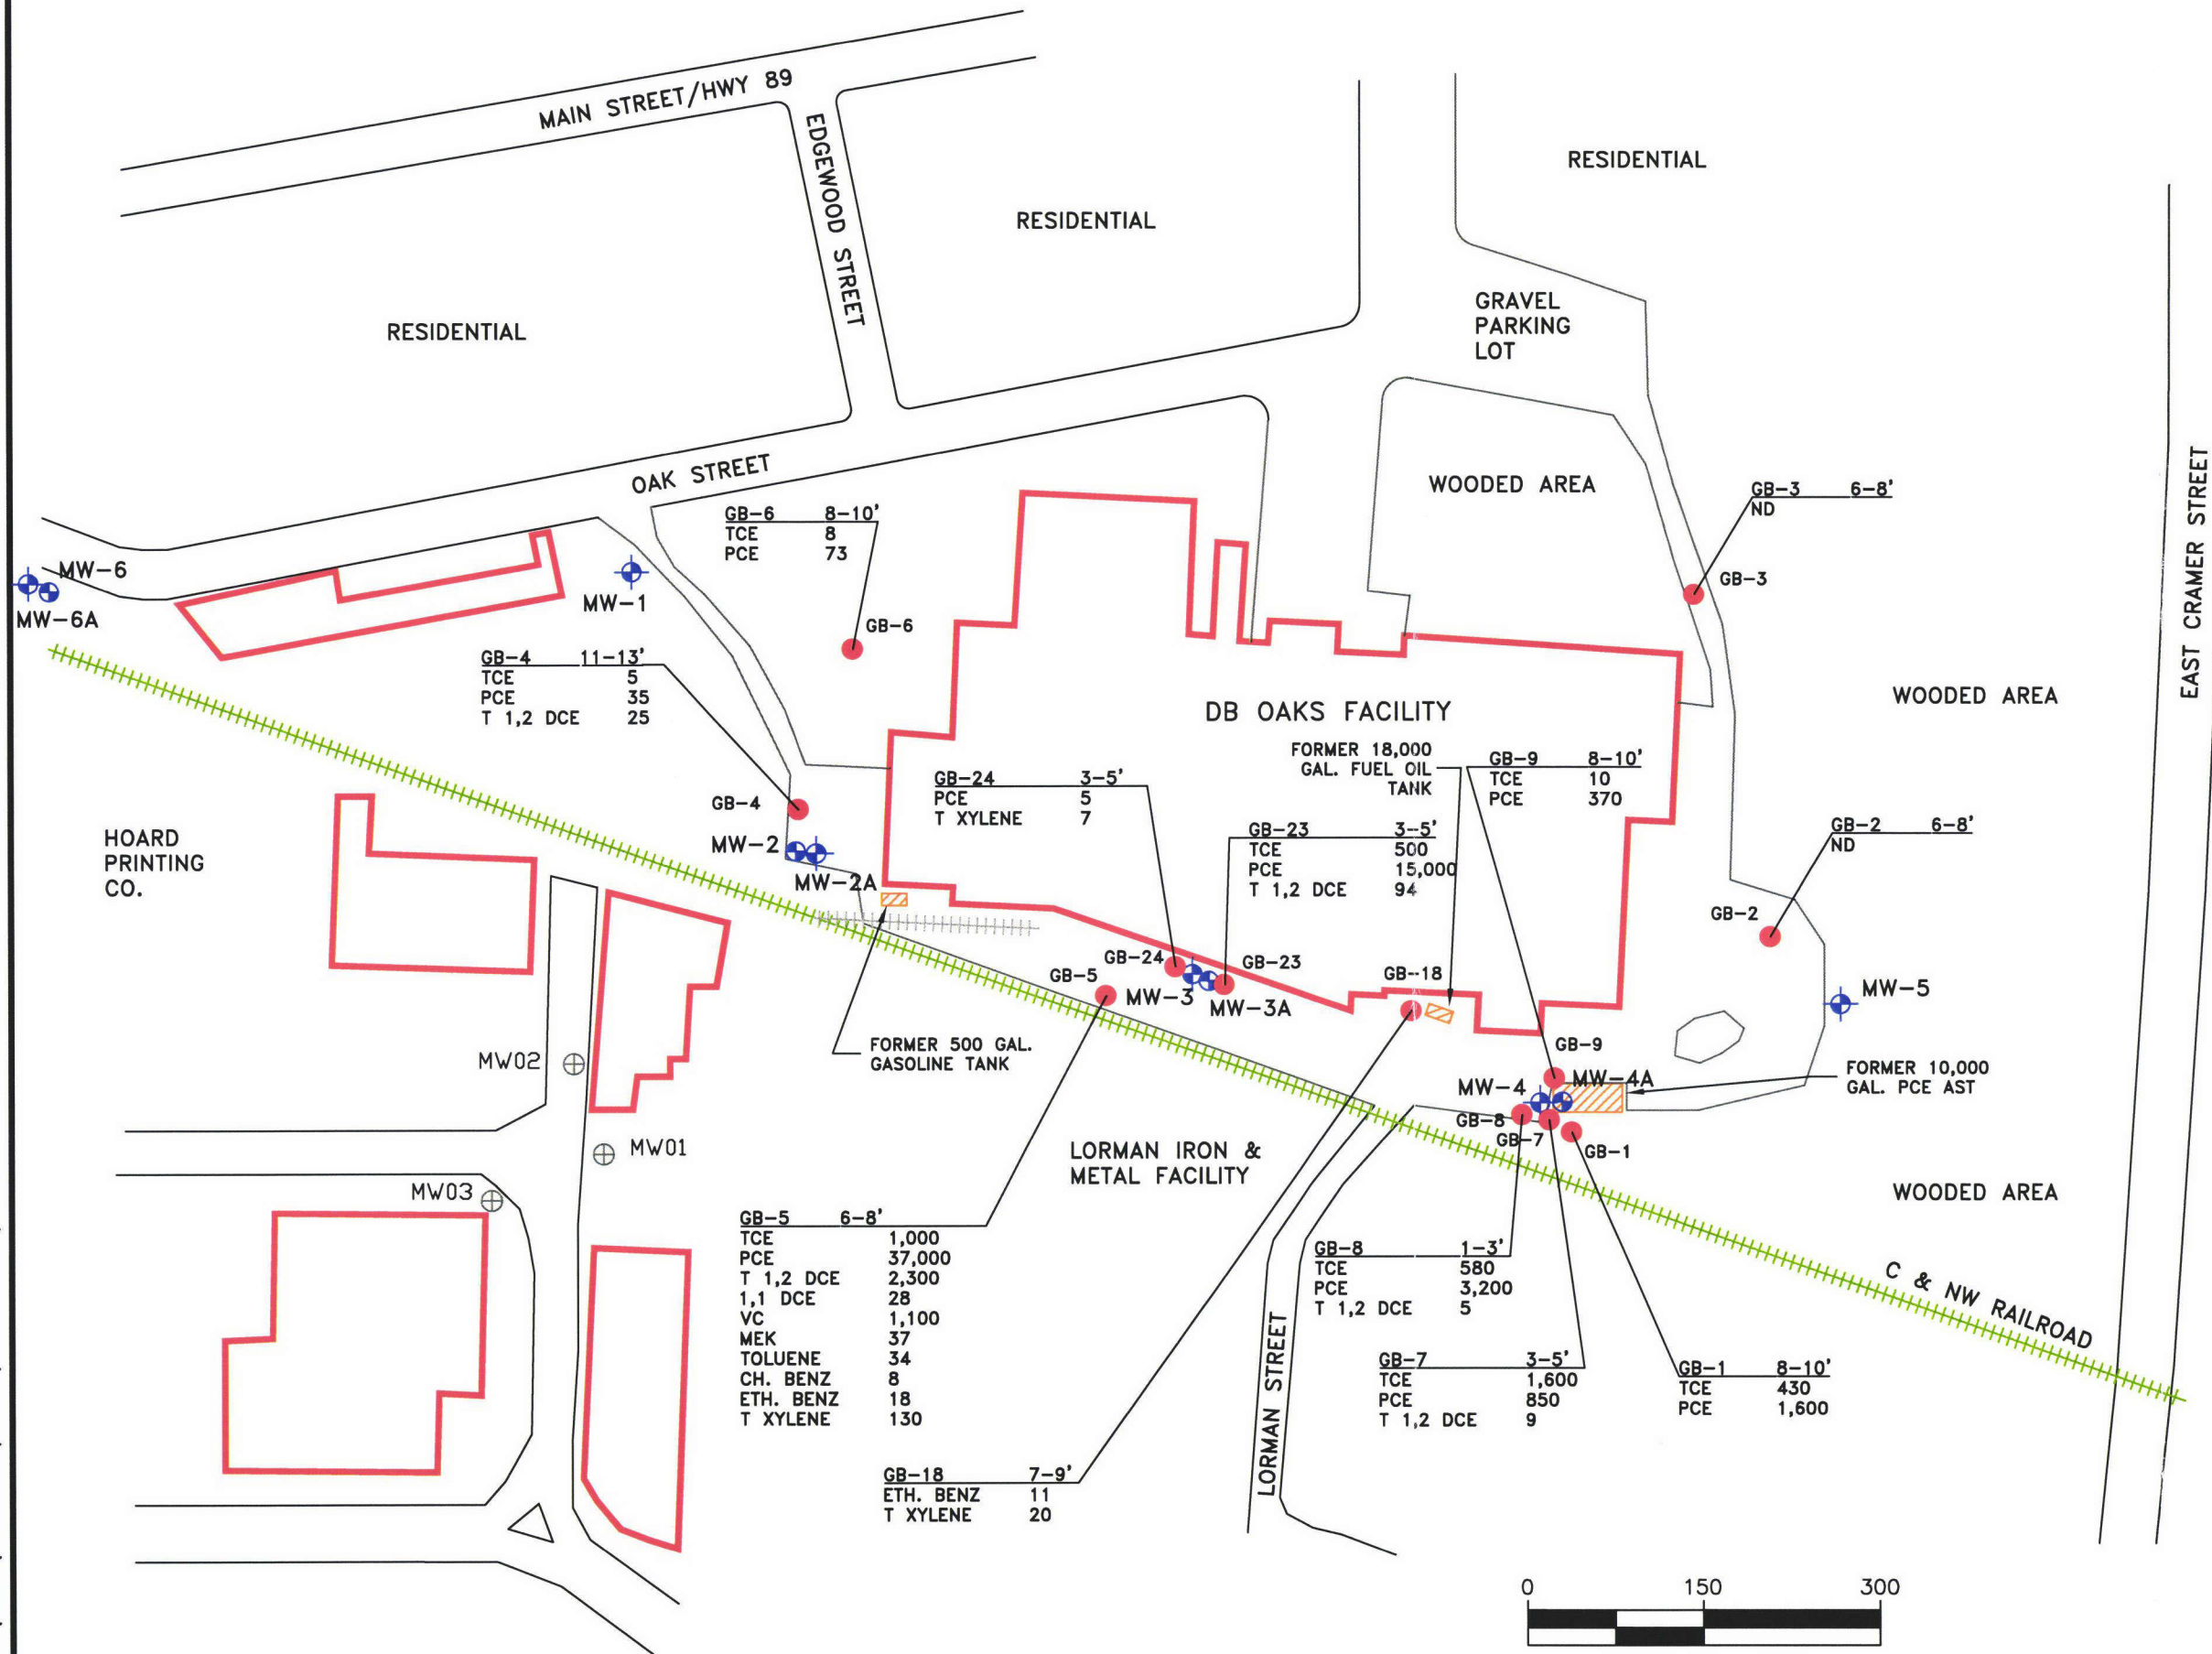 MAIN STREET/HWY 89
EDGEWOOD STREET
RESIDENTIAL
RESIDENTIAL
RESIDENTIAL
GRAVEL
PARKING
LOT
OAK STREET
WOODED AREA
EAST CRAMER STREET
GB-3 6-8'
ND
GB-3
GB-6 8-10'
TCE 8
PCE 73
GB-6
MW-6
MW-6A
MW-1
GB-4 11-13'
TCE 5
PCE 35
T 1,2 DCE 25
GB-4
MW-2
MW-2A
WOODED AREA
DB OAKS FACILITY
FORMER 18,000
GAL. FUEL OIL
TANK
GB-9 8-10'
TCE 10
PCE 370
GB-24 3-5'
PCE 5
T XYLENE 7
GB-23 3-5'
TCE 500
PCE 15,000
T 1,2 DCE 94
GB-2 6-8'
ND
GB-2
HOARD
PRINTING
CO.
GB-24
GB-23
GB-5
MW-3
MW-3A
GB-18
MW-5
FORMER 500 GAL.
GASOLINE TANK
GB-9
MW-4
MW-4A
FORMER 10,000
GAL. PCE AST
GB-8
GB-7
GB-1
MW02
MW01
MW03
LORMAN IRON &
METAL FACILITY
WOODED AREA
GB-5 6-8'
TCE 1,000
PCE 37,000
T 1,2 DCE 2,300
1,1 DCE 28
VC 1,100
MEK 37
TOLUENE 34
CH. BENZ 8
ETH. BENZ 18
T XYLENE 130
GB-8 1-3'
TCE 580
PCE 3,200
T 1,2 DCE 5
C & NW RAILROAD
LORMAN STREET
GB-7 3-5'
TCE 1,600
PCE 850
T 1,2 DCE 9
GB-1 8-10'
TCE 430
PCE 1,600
GB-18 7-9'
ETH. BENZ 11
T XYLENE 20
0 150 300